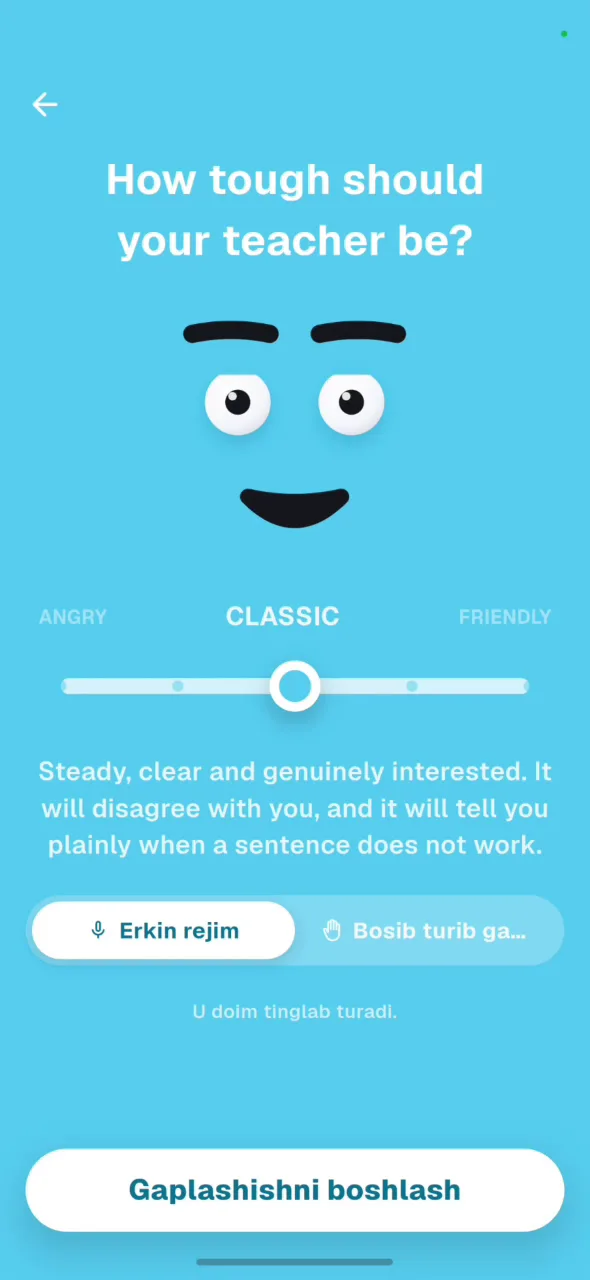 How tough should
your teacher be?
ANGRY CLASSIC FRIENDLY
Steady, clear and genuinely interested. It
will disagree with you, and it will tell you
plainly when a sentence does not work.
Erkin rejim Bosib turib ga...
U doim tinglab turadi.
Gaplashishni boshlash